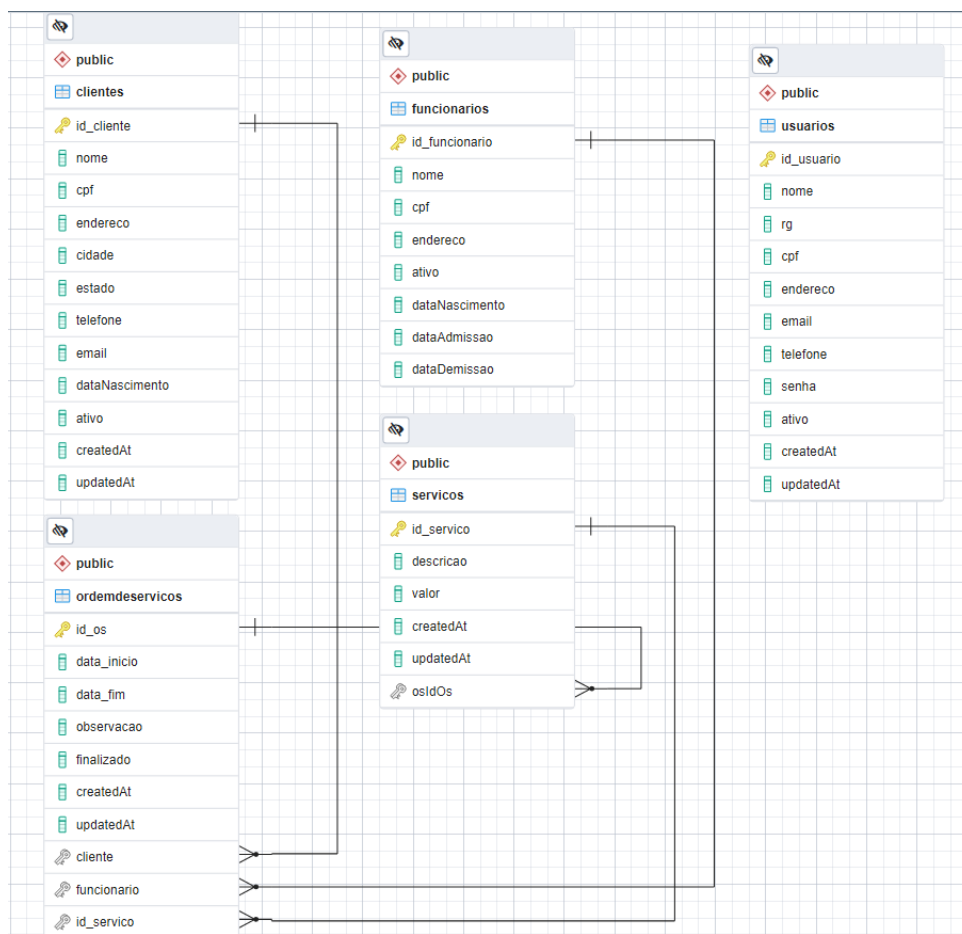 public
clientes
id_cliente
nome
cpf
endereco
cidade
estado
telefone
email
dataNascimento
ativo
createdAt
updatedAt
public
funcionarios
id_funcionario
nome
cpf
endereco
ativo
dataNascimento
dataAdmissao
dataDemissao
public
usuarios
id_usuario
nome
rg
cpf
endereco
email
telefone
senha
ativo
createdAt
updatedAt
public
ordemdeservicos
id_os
data_inicio
data_fim
observacao
finalizado
createdAt
updatedAt
cliente
funcionario
id_servico
public
servicos
id_servico
descricao
valor
createdAt
updatedAt
osIdOs